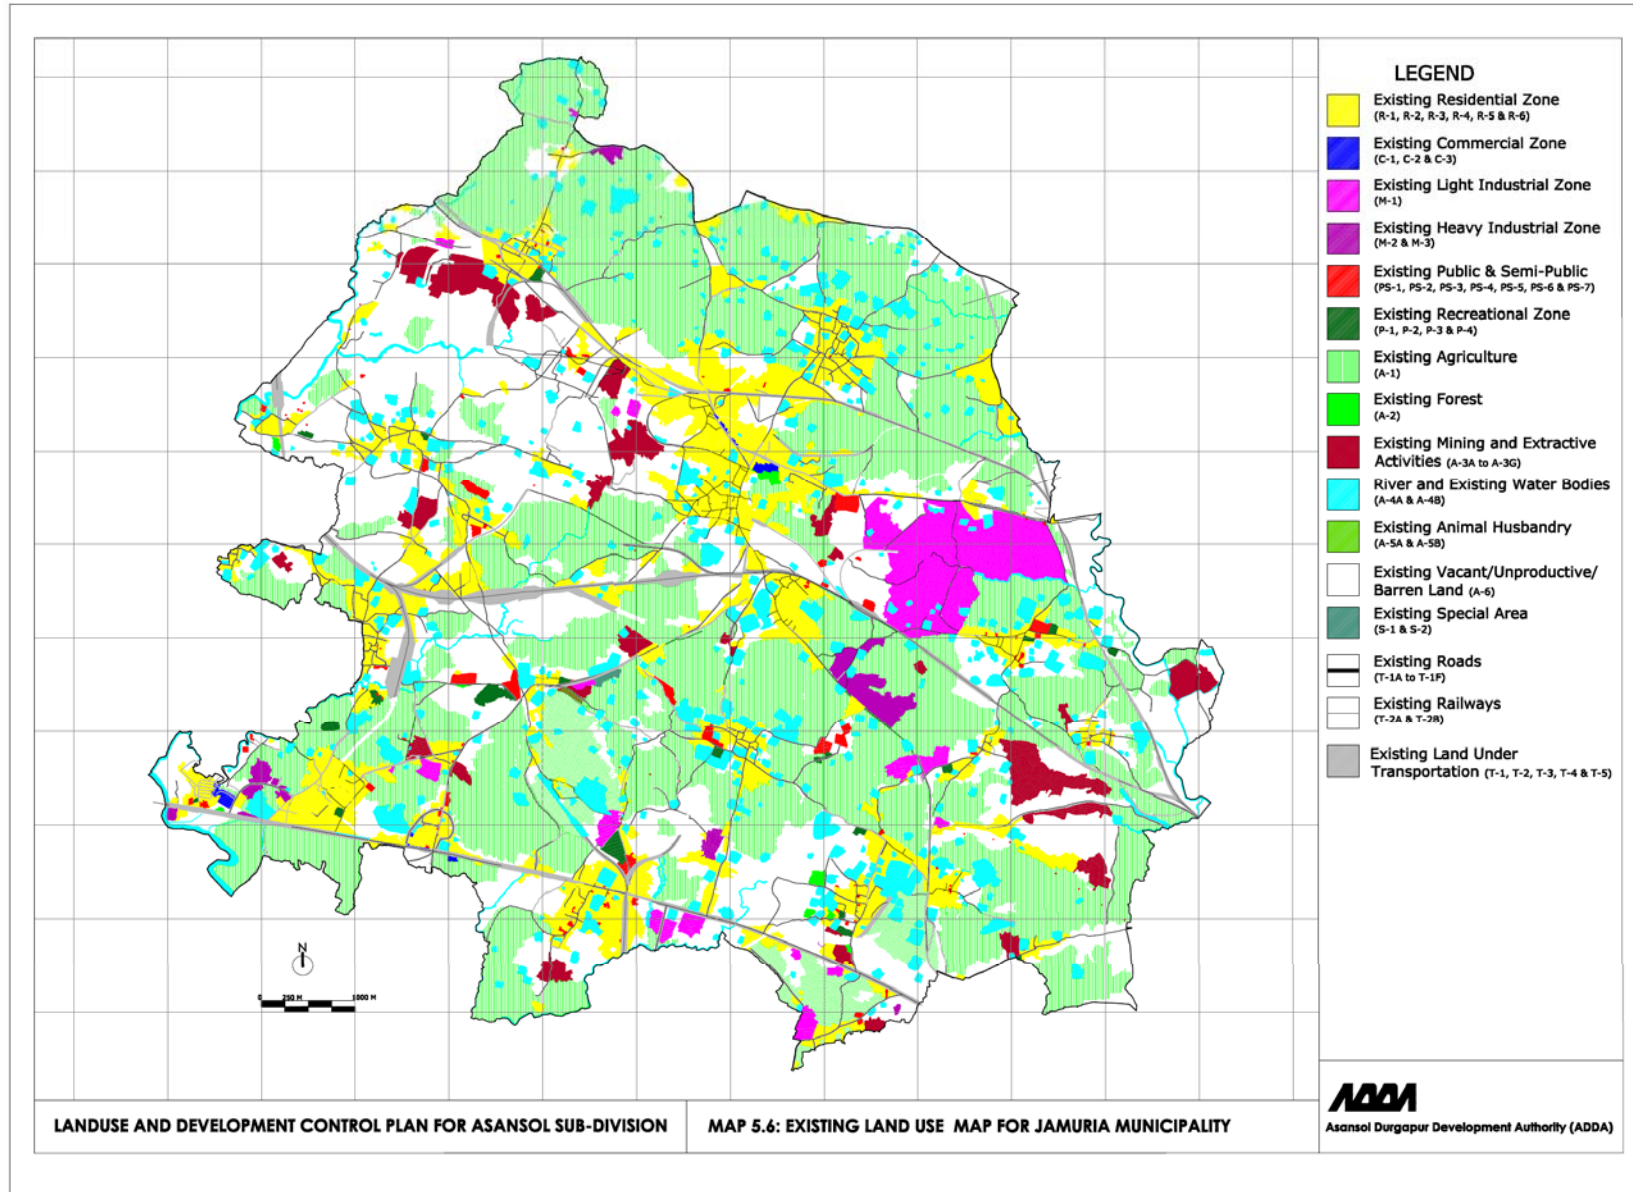 LEGEND
Existing Residential Zone
(R-1, R-2, R-3, R-4, R-5 & R-6)
Existing Commercial Zone
(C-1, C-2 & C-3)
Existing Light Industrial Zone
(M-1)
Existing Heavy Industrial Zone
(M-2 & M-3)
Existing Public & Semi-Public
(PS-1, PS-2, PS-3, PS-4, PS-5, PS-6 & PS-7)
Existing Recreational Zone
(P-1, P-2, P-3 & P-4)
Existing Agriculture
(A-1)
Existing Forest
(A-2)
Existing Mining and Extractive
Activities (A-3A to A-3G)
River and Existing Water Bodies
(A-4A & A-4B)
Existing Animal Husbandry
(A-5A & A-5B)
Existing Vacant/Unproductive/
Barren Land (A-6)
Existing Special Area
(S-1 & S-2)
Existing Roads
(T-1A to T-1F)
Existing Railways
(T-2A & T-2B)
Existing Land Under
Transportation (T-1, T-2, T-3, T-4 & T-5)
N
0 250 M 1000 M
LANDUSE AND DEVELOPMENT CONTROL PLAN FOR ASANSOL SUB-DIVISION
MAP 5.6: EXISTING LAND USE MAP FOR JAMURIA MUNICIPALITY
ADDA
Asansol Durgapur Development Authority (ADDA)